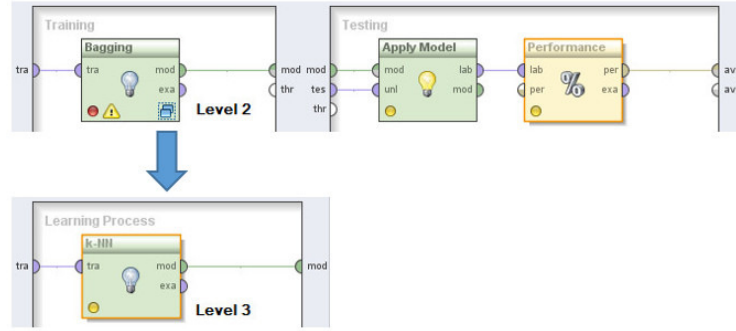 Training
Testing
Bagging
Apply Model
Performance
tra
tra
mod
mod
mod
mod
lab
lab
per
av
exa
thr
tes
unl
mod
per
%
exa
av
thr
Level 2
Learning Process
k-NN
tra
tra
mod
mod
exa
Level 3